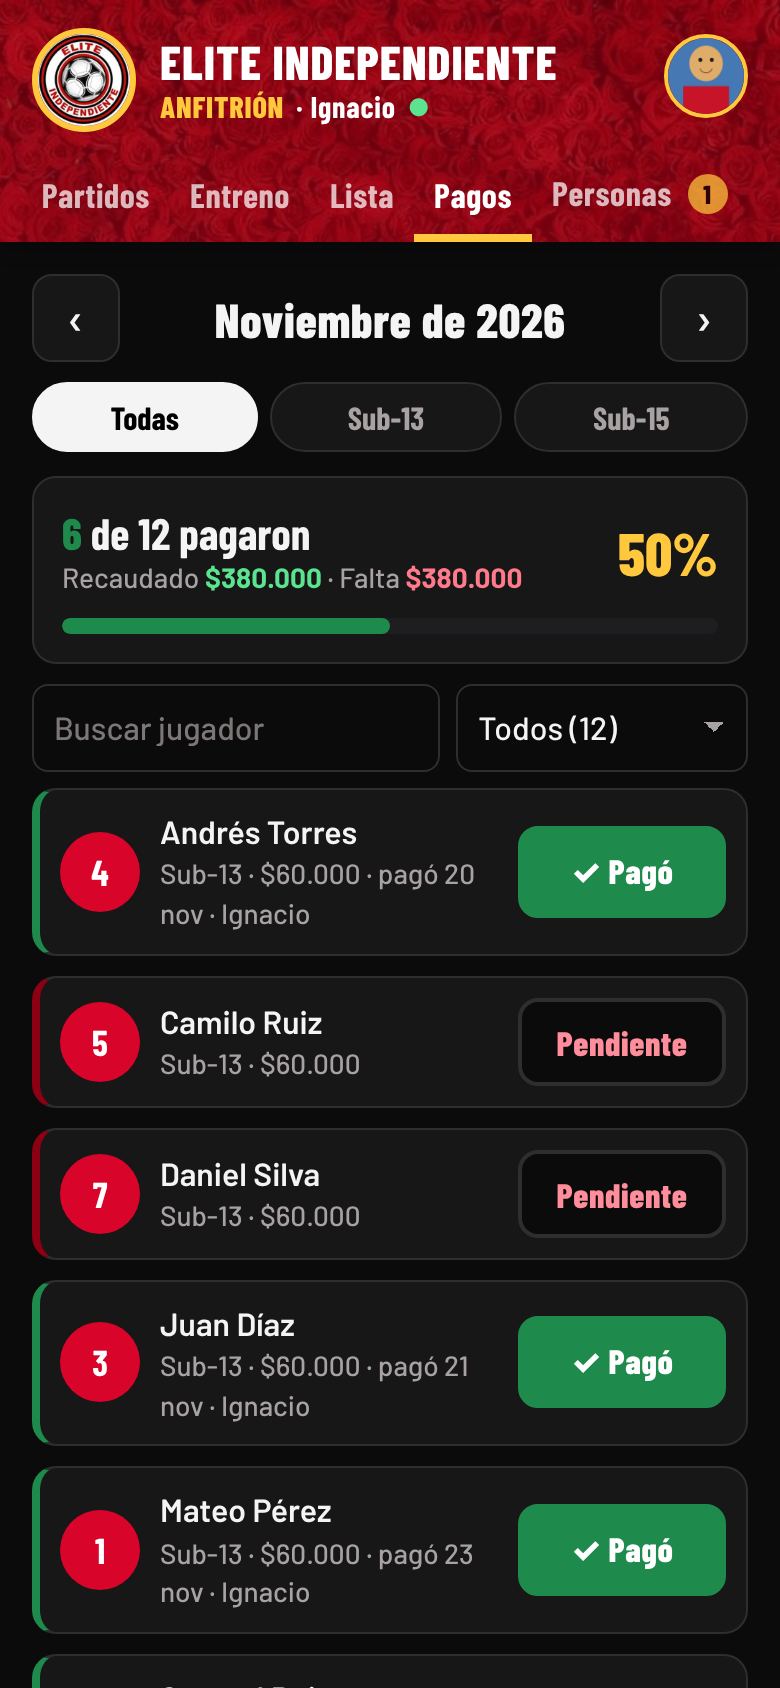 ELITE
INDEPENDIENTE
ELITE INDEPENDIENTE
ANFITRIÓN · Ignacio
Partidos Entreno Lista Pagos Personas 1
‹ Noviembre de 2026 ›
Todas Sub-13 Sub-15
6 de 12 pagaron
50%
Recaudado $380.000 · Falta $380.000
Buscar jugador Todos (12)
4
Andrés Torres
Sub-13 · $60.000 · pagó 20
nov · Ignacio
✓ Pagó
5
Camilo Ruiz
Sub-13 · $60.000
Pendiente
7
Daniel Silva
Sub-13 · $60.000
Pendiente
3
Juan Díaz
Sub-13 · $60.000 · pagó 21
nov · Ignacio
✓ Pagó
1
Mateo Pérez
Sub-13 · $60.000 · pagó 23
nov · Ignacio
✓ Pagó